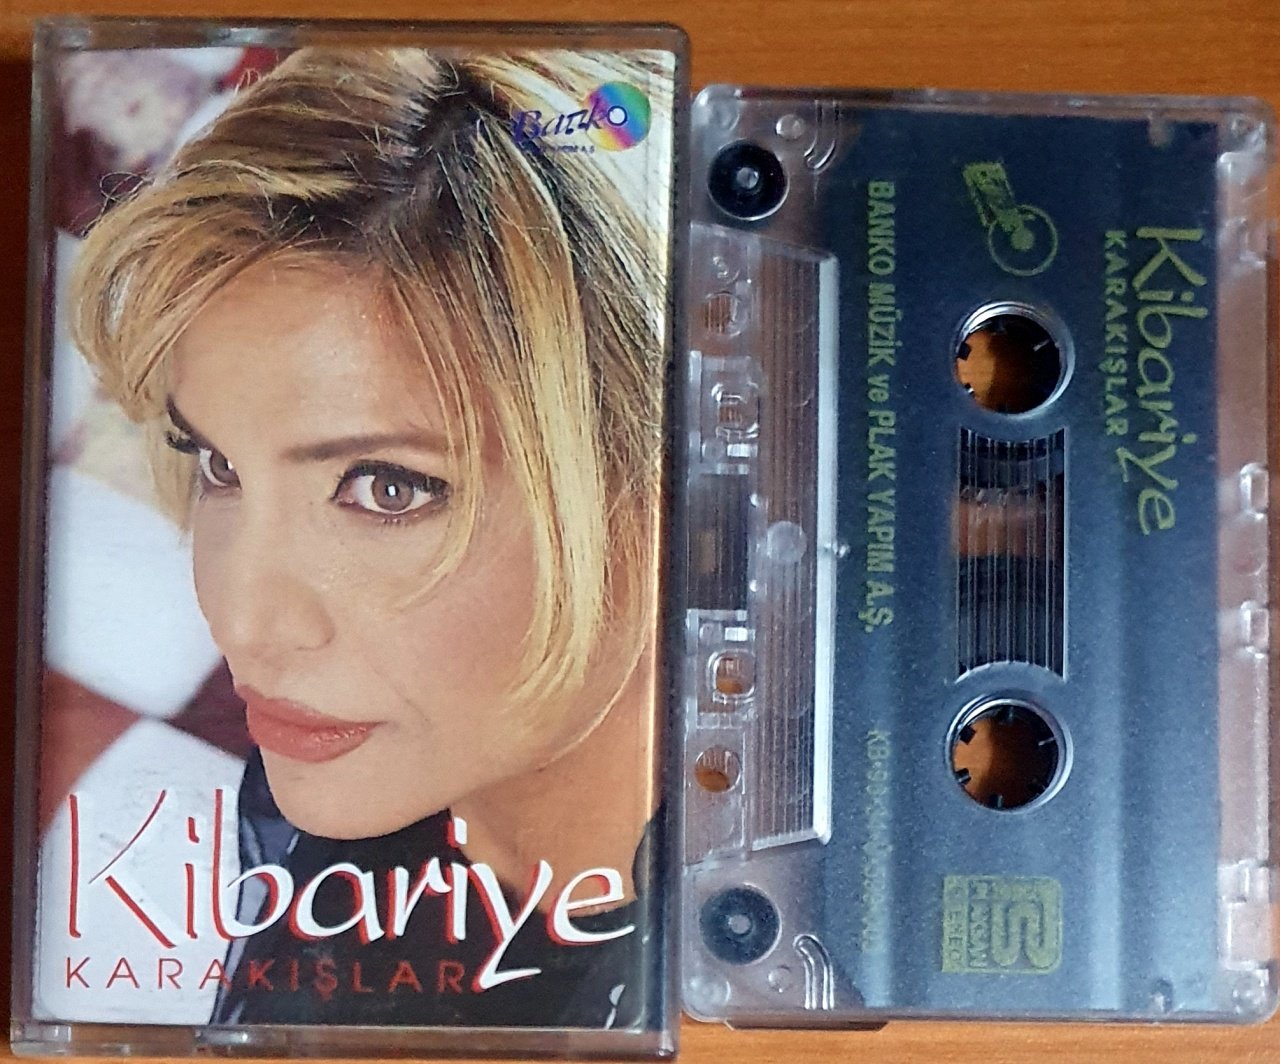 Banko
Kibariye
KARAKIŞLAR
Kibariye
KARAKIŞLAR
BANKO MÜZİK ve PLAK YAPIM A.Ş.